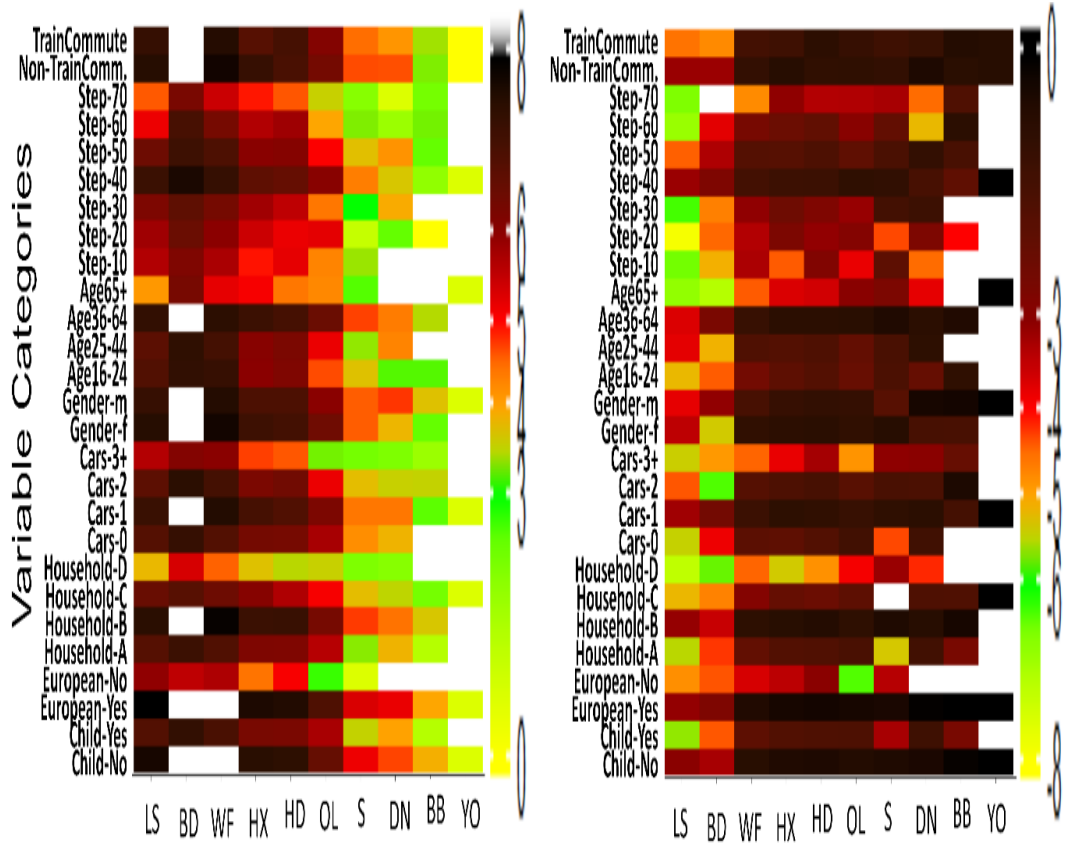 Variable Categories
TrainCommute
Non-TrainComm.
Step-70
Step-60
Step-50
Step-40
Step-30
Step-20
Step-10
Age65+
Age36-64
Age25-44
Age16-24
Gender-m
Gender-f
Cars-3+
Cars-2
Cars-1
Cars-0
Household-D
Household-C
Household-B
Household-A
European-No
European-Yes
Child-Yes
Child-No
LS BD WF HX HD OL S DN BB YO
TrainCommute
Non-TrainComm.
Step-70
Step-60
Step-50
Step-40
Step-30
Step-20
Step-10
Age65+
Age36-64
Age25-44
Age16-24
Gender-m
Gender-f
Cars-3+
Cars-2
Cars-1
Cars-0
Household-D
Household-C
Household-B
Household-A
European-No
European-Yes
Child-Yes
Child-No
LS BD WF HX HD OL S DN BB YO